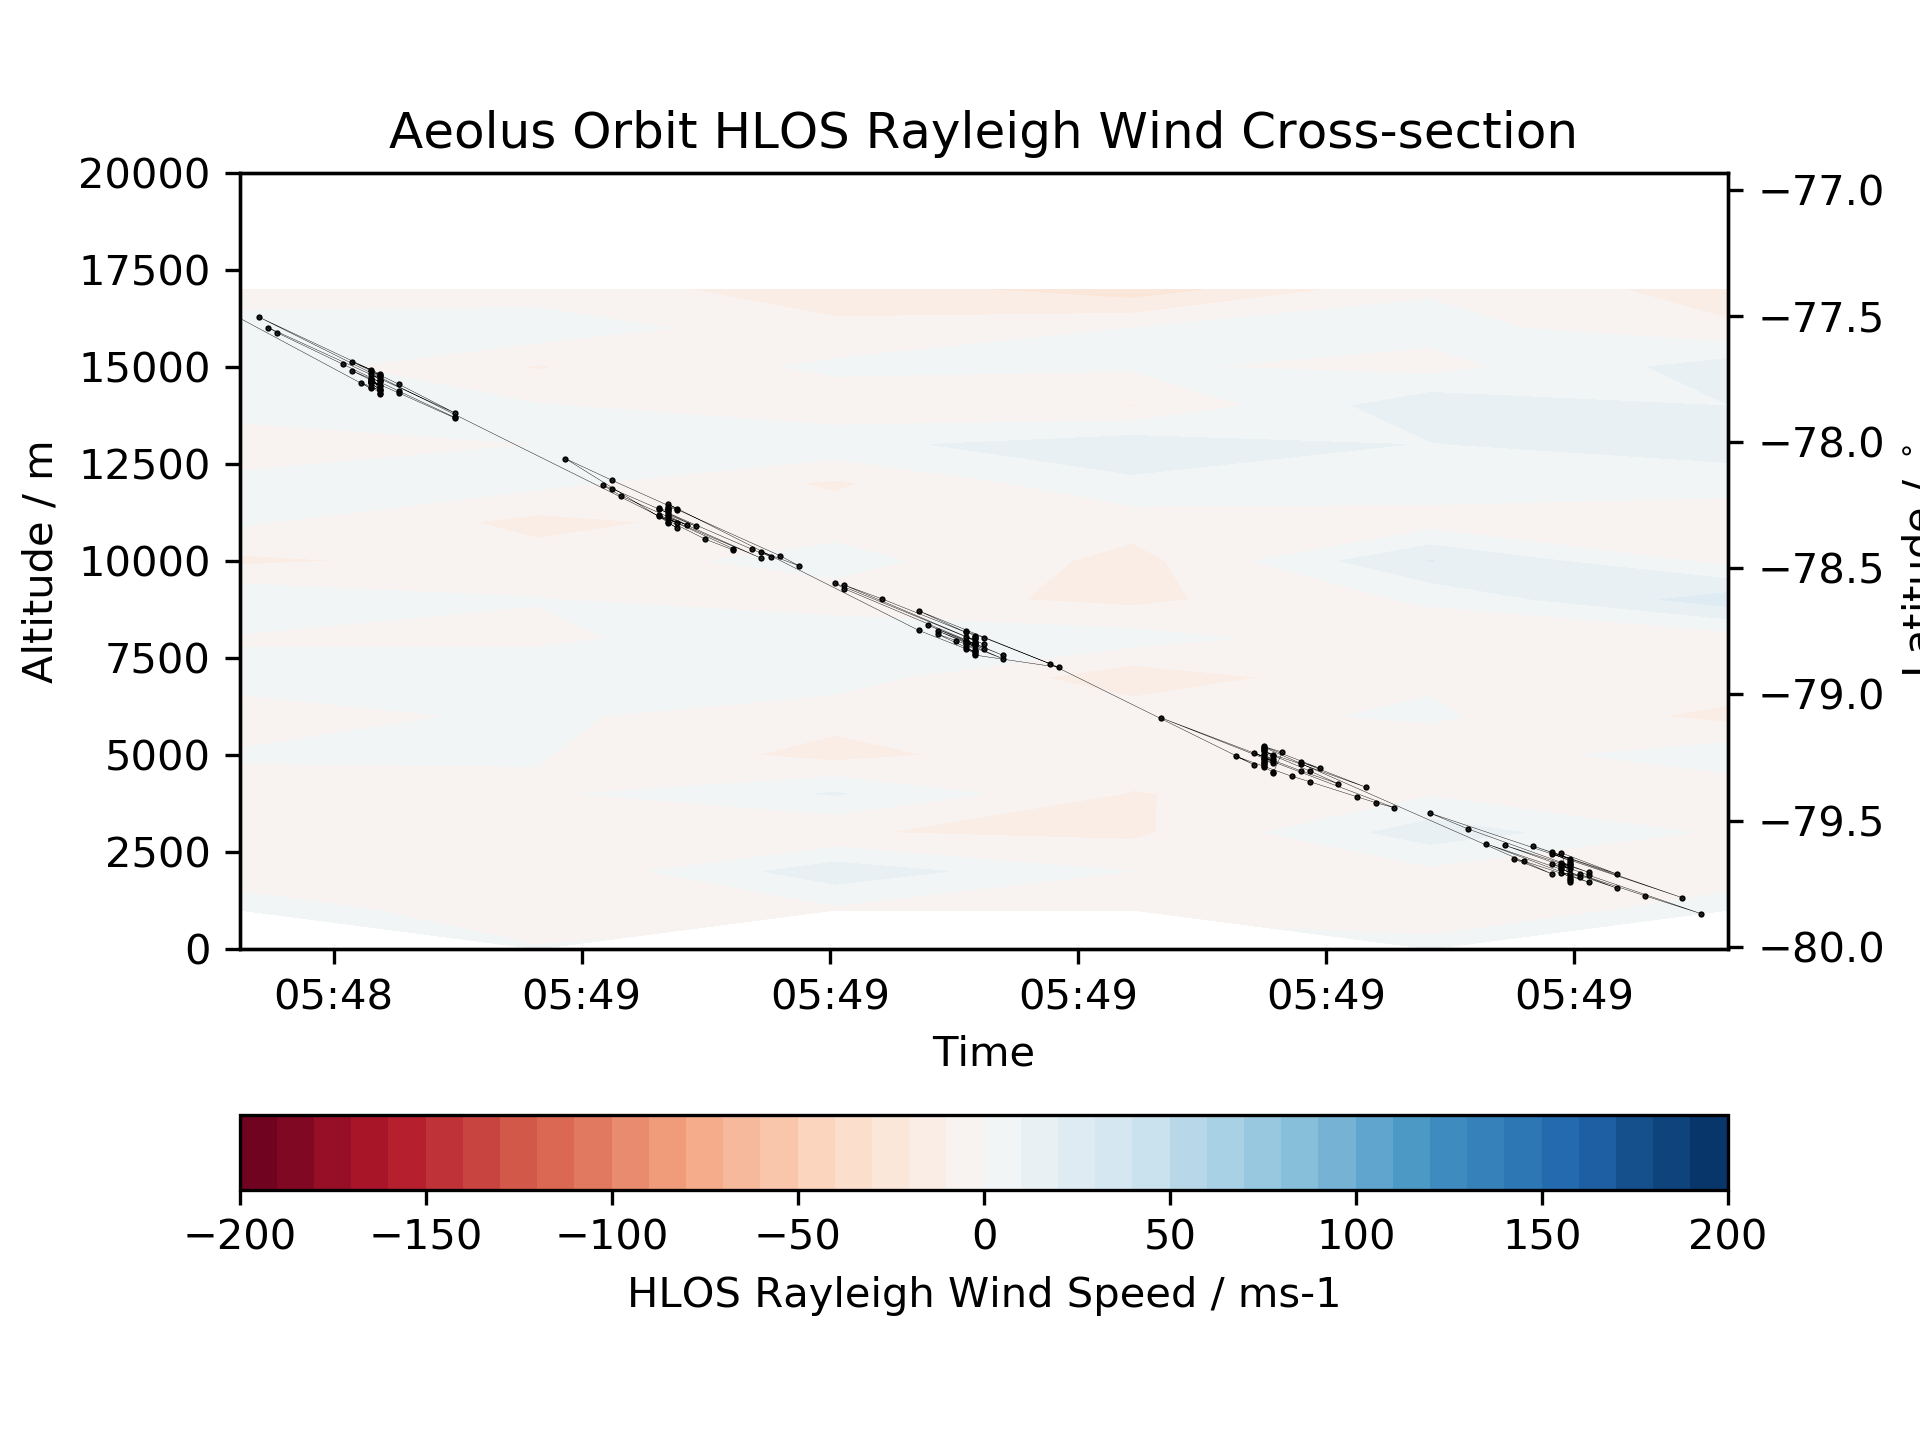 Aeolus Orbit HLOS Rayleigh Wind Cross-section
20000
17500
15000
12500
10000
7500
5000
2500
0
Altitude / m
−77.0
−77.5
−78.0
−78.5
−79.0
−79.5
−80.0
Latitude / °
05:48 05:49 05:49 05:49 05:49 05:49
Time
−200 −150 −100 −50 0 50 100 150 200
HLOS Rayleigh Wind Speed / ms-1